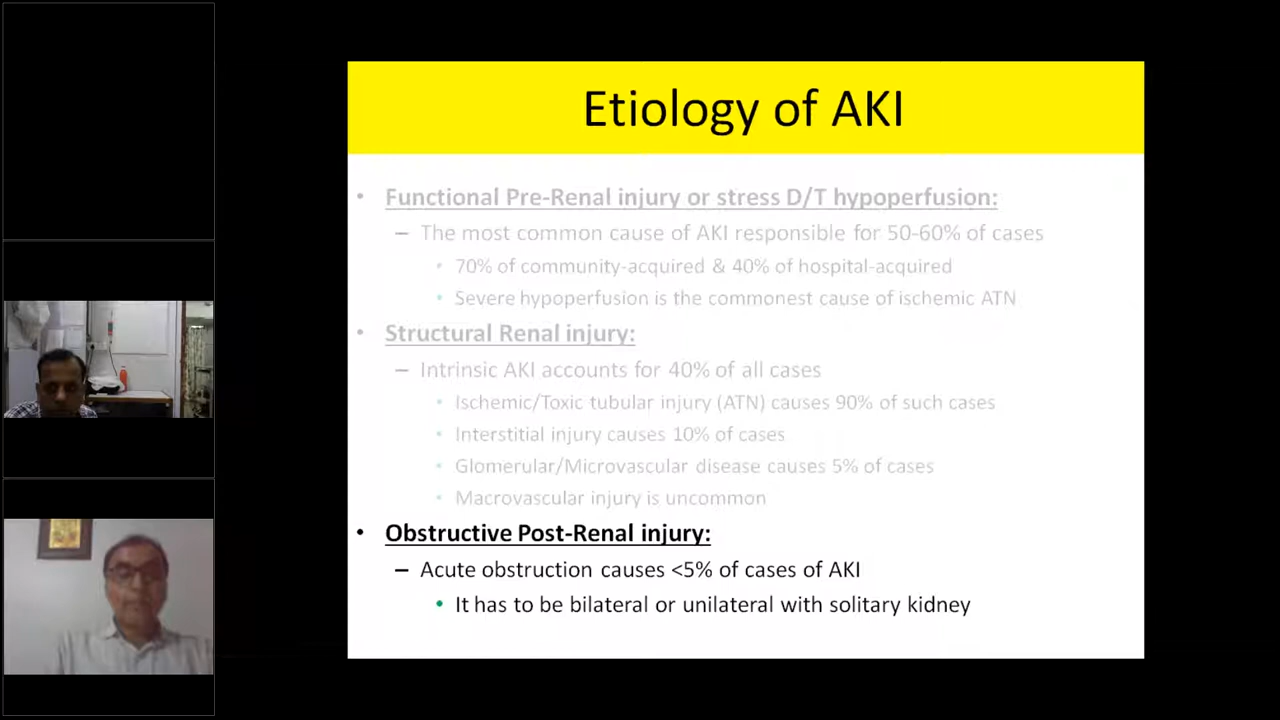 Etiology of AKI
• Functional Pre-Renal injury or stress D/T hypoperfusion:
– The most common cause of AKI responsible for 50-60% of cases
• 70% of community-acquired & 40% of hospital-acquired
• Severe hypoperfusion is the commonest cause of ischemic ATN
• Structural Renal injury:
– Intrinsic AKI accounts for 40% of all cases
• Ischemic/Toxic tubular injury (ATN) causes 90% of such cases
• Interstitial injury causes 10% of cases
• Glomerular/Microvascular disease causes 5% of cases
• Macrovascular injury is uncommon
• Obstructive Post-Renal injury:
– Acute obstruction causes <5% of cases of AKI
• It has to be bilateral or unilateral with solitary kidney